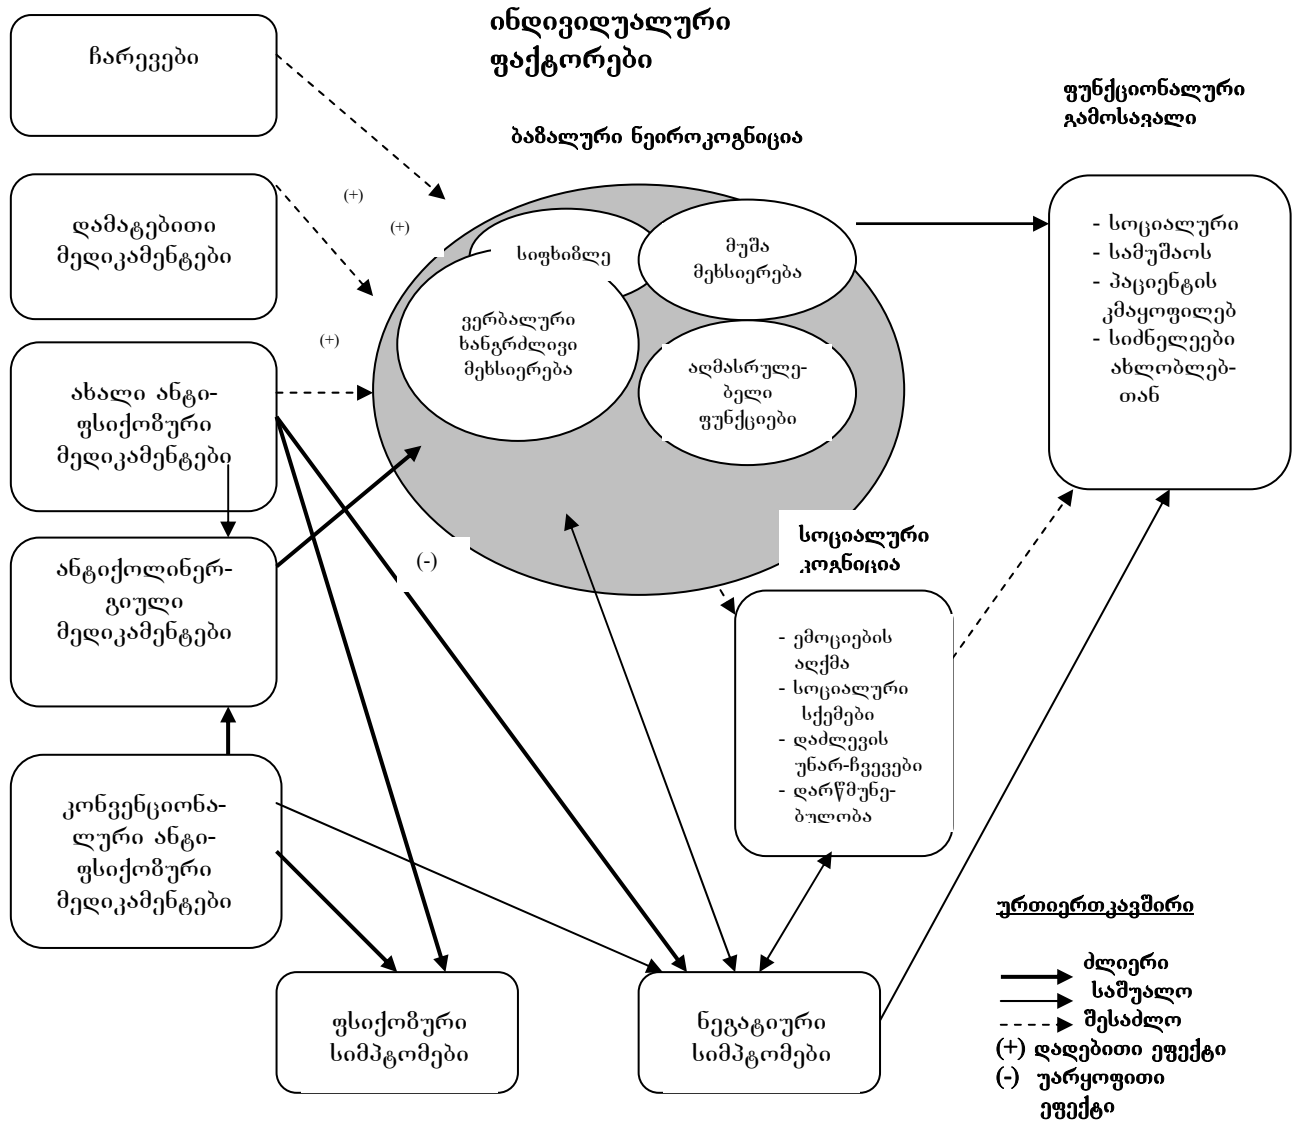 ინდივიდუალური
ფაქტორები
ჩარევები
ფუნქციონალური
გამოსავალი
ბაზალური ნეიროკოგნიცია
დამატებითი
მედიკამენტები
(+)
(+)
(+)
სიფხიზლე
მუშა
მეხსიერება
ვერბალური
ხანგრძლივი
მეხსიერება
აღმასრულე-
ბელი
ფუნქციები
- სოციალური
- სამუშაოს
- პაციენტის
კმაყოფილებ
- სიძნელეები
ახლობლებ-
თან
ახალი ანტი-
ფსიქოზური
მედიკამენტები
ანტიქოლინერ-
გიული
მედიკამენტები
(-)
სოციალური
კოგნიცია
- ემოციების
აღქმა
- სოციალური
სქემები
- დაძლევის
უნარ-ჩვევები
- დარწმუნე-
ბულობა
კონვენციონა-
ლური ანტი-
ფსიქოზური
მედიკამენტები
ფსიქოზური
სიმპტომები
ნეგატიური
სიმპტომები
ურთიერთკავშირი
ძლიერი
საშუალო
შესაძლო
(+) დადებითი ეფექტი
(-) უარყოფითი
ეფექტი